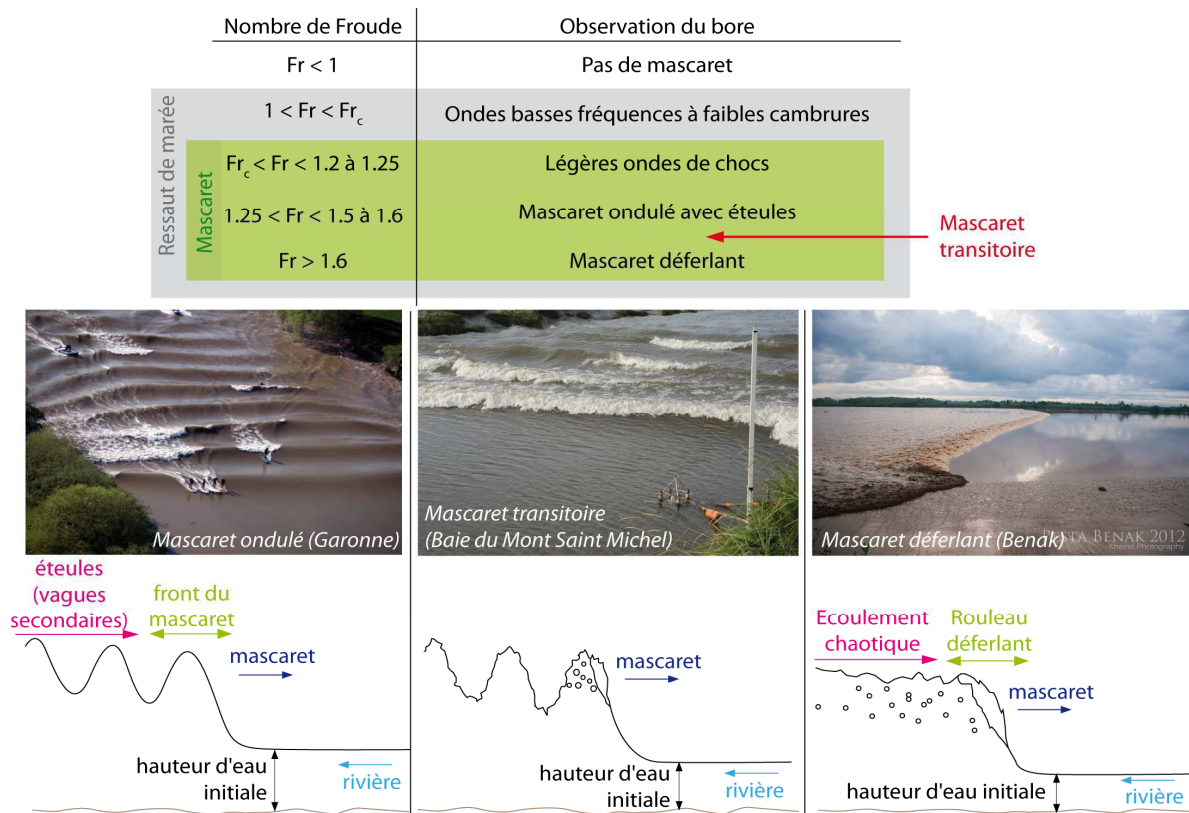 Nombre de Froude
Observation du bore
Fr < 1
Pas de mascaret
Ressaut de marée
1 < Fr < Frc
Ondes basses fréquences à faibles cambrures
Mascaret
Frc < Fr < 1.2 à 1.25
Légères ondes de chocs
1.25 < Fr < 1.5 à 1.6
Mascaret ondulé avec éteules
Mascaret
transitoire
Fr > 1.6
Mascaret déferlant
Mascaret ondulé (Garonne)
Mascaret transitoire
(Baie du Mont Saint Michel)
Mascaret déferlant (Benak)
BENAK 2012
Khairol Photography
éteules
(vagues
secondaires)
front du
mascaret
mascaret
hauteur d'eau
initiale
rivière
mascaret
hauteur d'eau
initiale
rivière
Ecoulement
chaotique
Rouleau
déferlant
mascaret
hauteur d'eau initiale
rivière